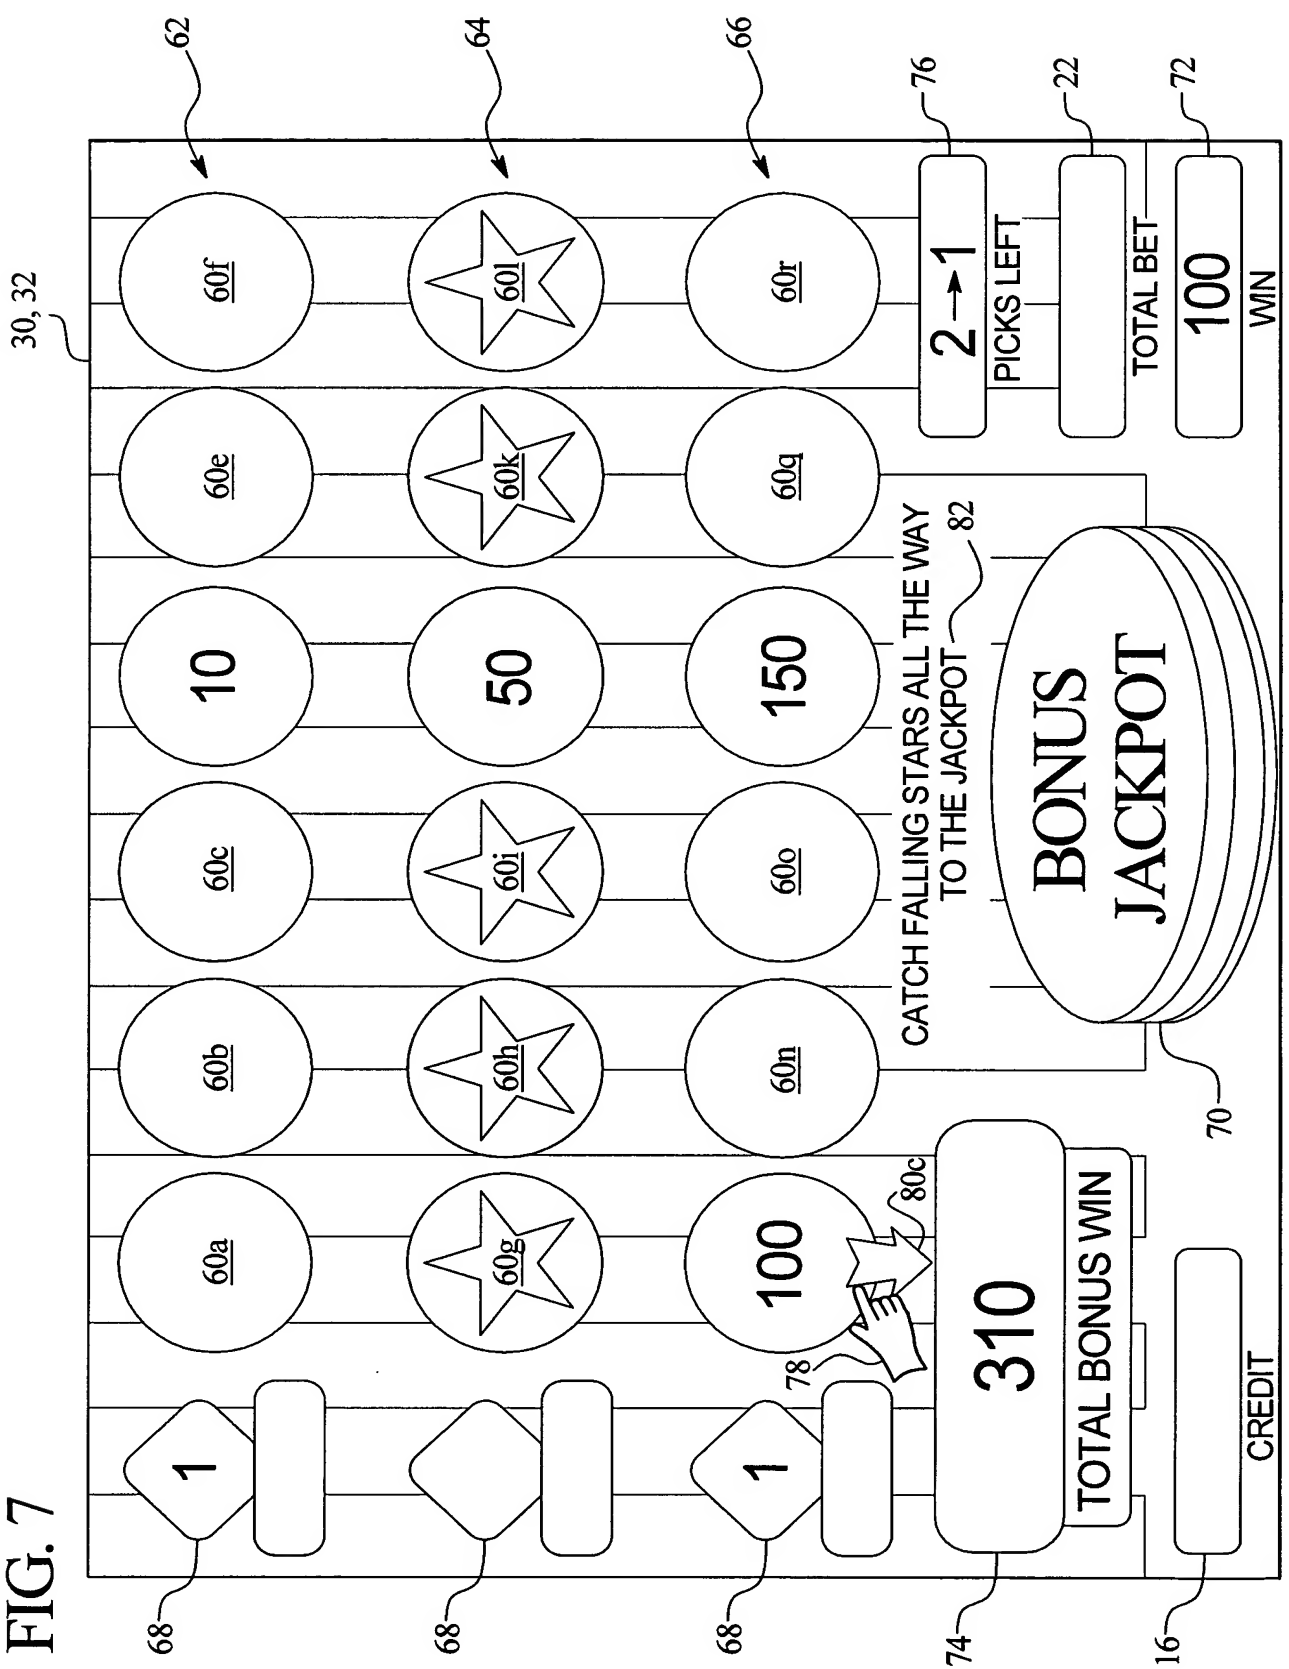 FIG. 7
30, 32
68
1
60a
60b
60c
10
60e
60f
62
68
60g
60h
60i
50
60k
60l
64
68
1
100
60n
60o
150
60q
60r
66
78
80c
CATCH FALLING STARS ALL THE WAY
TO THE JACKPOT
82
74
310
TOTAL BONUS WIN
2→1
PICKS LEFT
76
BONUS
JACKPOT
70
22
TOTAL BET
16
CREDIT
100
WIN
72